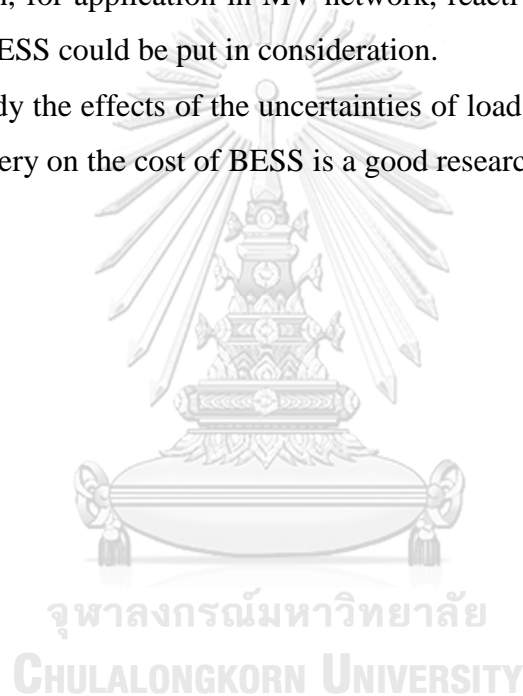 n, for application in MV network, reacti
ESS could be put in consideration.
dy the effects of the uncertainties of load
ery on the cost of BESS is a good researc
จุฬาลงกรณ์มหาวิทยาลัย
CHULALONGKORN UNIVERSITY